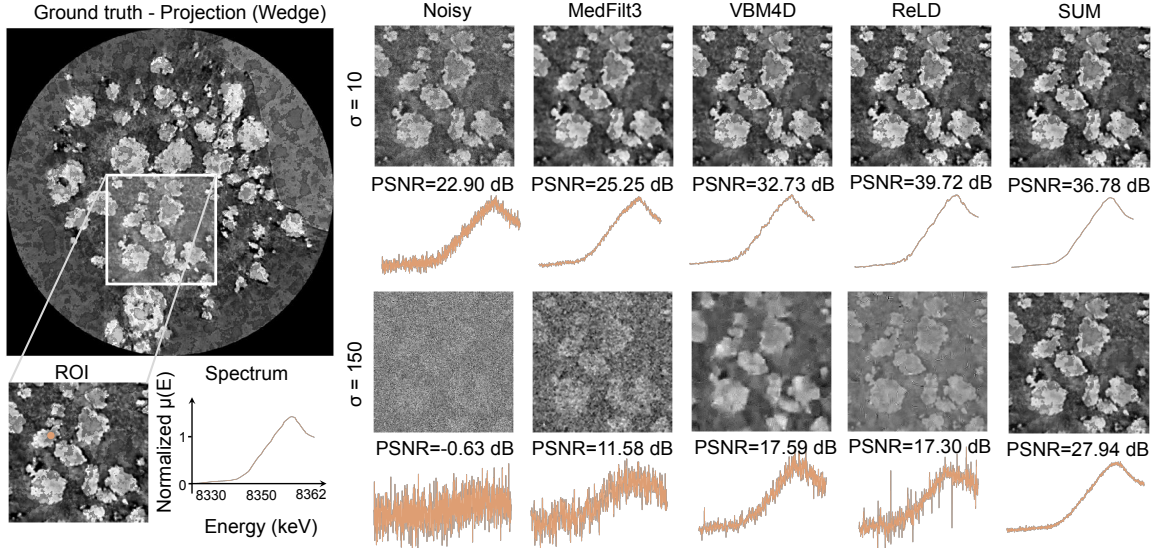 Ground truth - Projection (Wedge)
Noisy MedFilt3 VBM4D ReLD SUM
σ = 10
PSNR=22.90 dB PSNR=25.25 dB PSNR=32.73 dB PSNR=39.72 dB PSNR=36.78 dB
σ = 150
PSNR=-0.63 dB PSNR=11.58 dB PSNR=17.59 dB PSNR=17.30 dB PSNR=27.94 dB
ROI
Spectrum
Normalized μ(E)
1
0
8330 8350 8362
Energy (keV)